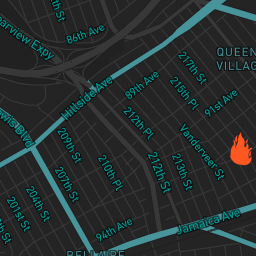 86th Ave
QUEEN
VILLAG
217th St
89th Ave
215th Pl
91st Ave
Hillside Ave
212th Pl
Vanderveer St
209th St
210th Pl
212th St
213th St
207th St
204th St
201st St
94th Ave
Jamaica Ave